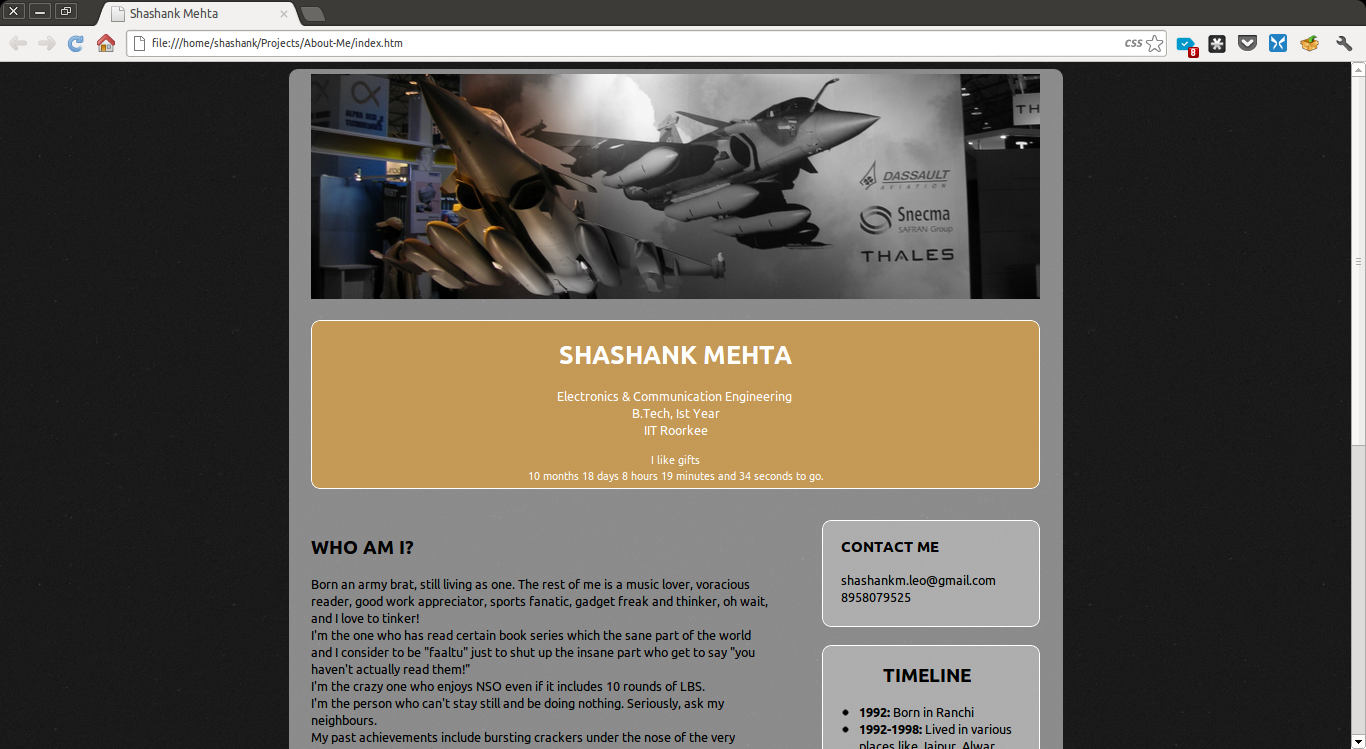 Shashank Mehta
file:///home/shashank/Projects/About-Me/index.htm
CSS
8
TH
DASSAULT
AVIATION
Snecma
SAFRAN Group
THALES
SHASHANK MEHTA
Electronics & Communication Engineering
B.Tech, Ist Year
IIT Roorkee
I like gifts
10 months 18 days 8 hours 19 minutes and 34 seconds to go.
WHO AM I?
Born an army brat, still living as one. The rest of me is a music lover, voracious
reader, good work appreciator, sports fanatic, gadget freak and thinker, oh wait,
and I love to tinker!
I'm the one who has read certain book series which the sane part of the world
and I consider to be "faaltu" just to shut up the insane part who get to say "you
haven't actually read them!"
I'm the crazy one who enjoys NSO even if it includes 10 rounds of LBS.
I'm the person who can't stay still and be doing nothing. Seriously, ask my
neighbours.
My past achievements include bursting crackers under the nose of the very
CONTACT ME
shashankm.leo@gmail.com
8958079525
TIMELINE
1992: Born in Ranchi
1992-1998: Lived in various
places like Jaipur, Alwar